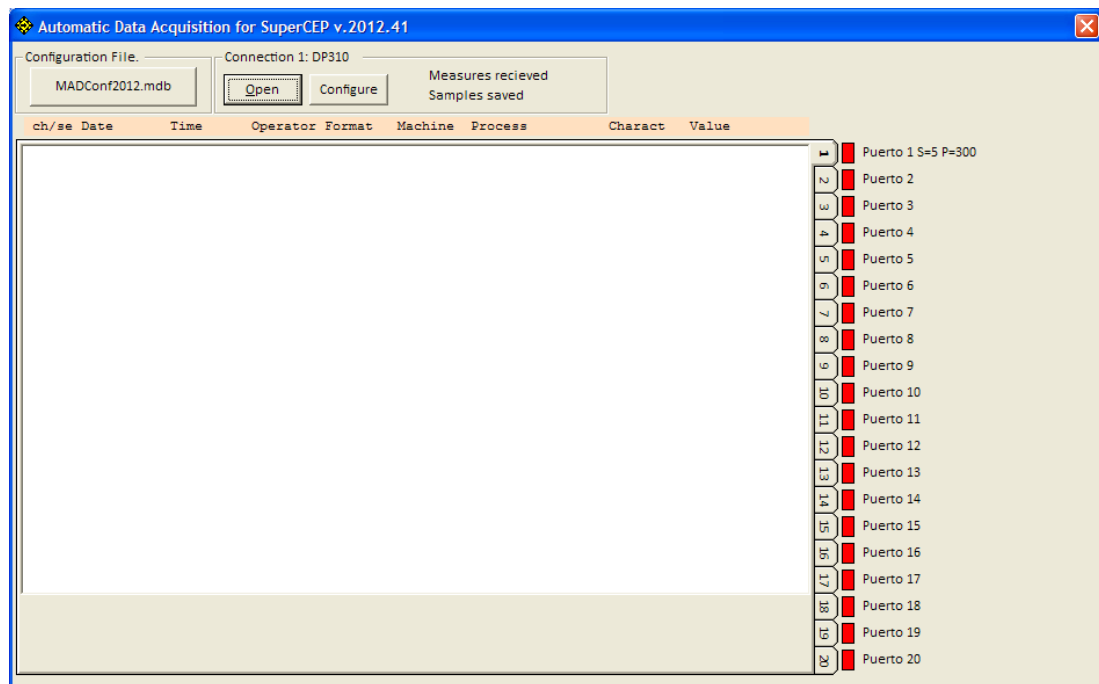 Automatic Data Acquisition for SuperCEP v.2012.41
Configuration File.
MADConf2012.mdb
Connection 1: DP310
Open
Configure
Measures recieved
Samples saved
ch/se Date Time Operator Format Machine Process Charact Value
1 Puerto 1 S=5 P=300
2 Puerto 2
3 Puerto 3
4 Puerto 4
5 Puerto 5
6 Puerto 6
7 Puerto 7
8 Puerto 8
9 Puerto 9
10 Puerto 10
11 Puerto 11
12 Puerto 12
13 Puerto 13
14 Puerto 14
15 Puerto 15
16 Puerto 16
17 Puerto 17
18 Puerto 18
19 Puerto 19
20 Puerto 20